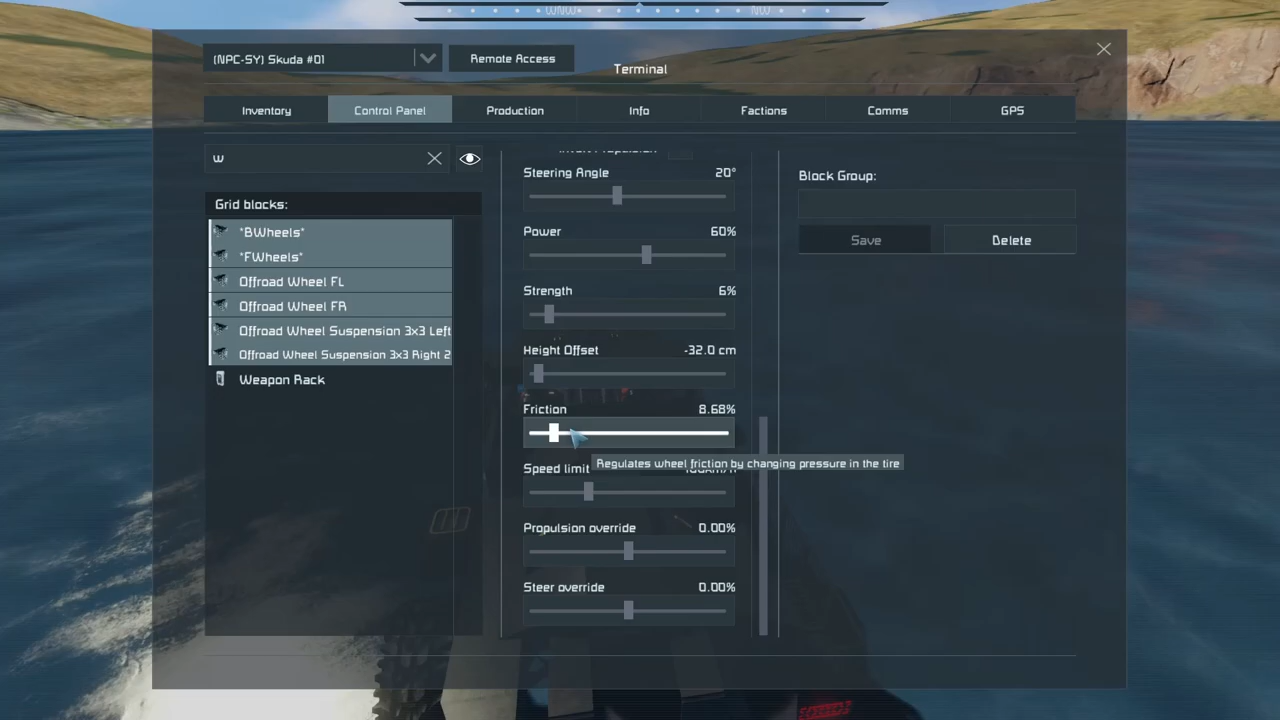 WNW
NW
(NPC-SY) Skuda #01
Remote Access
Terminal
Inventory
Control Panel
Production
Info
Factions
Comms
GPS
w
Grid blocks:
*BWheels*
*FWheels*
Offroad Wheel FL
Offroad Wheel FR
Offroad Wheel Suspension 3x3 Left
Offroad Wheel Suspension 3x3 Right 2
Weapon Rack
Steering Angle 20°
Power 60%
Strength 6%
Height Offset -32.0 cm
Friction 8.68%
Regulates wheel friction by changing pressure in the tire
Speed limit
Propulsion override 0.00%
Steer override 0.00%
Block Group:
Save
Delete